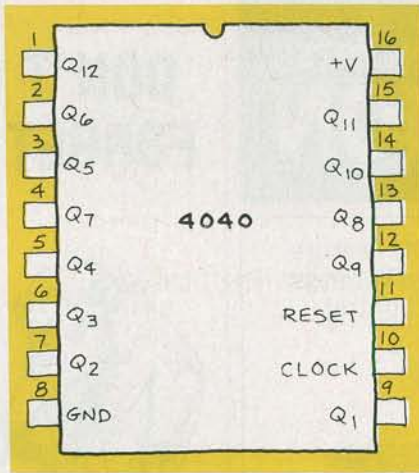 1 16
Q12 +V
2 15
Q6 Q11
3 14
Q5 Q10
4 13
Q7 4040 Q8
5 12
Q4 Q9
6 11
Q3 RESET
7 10
Q2 CLOCK
8 9
GND Q1